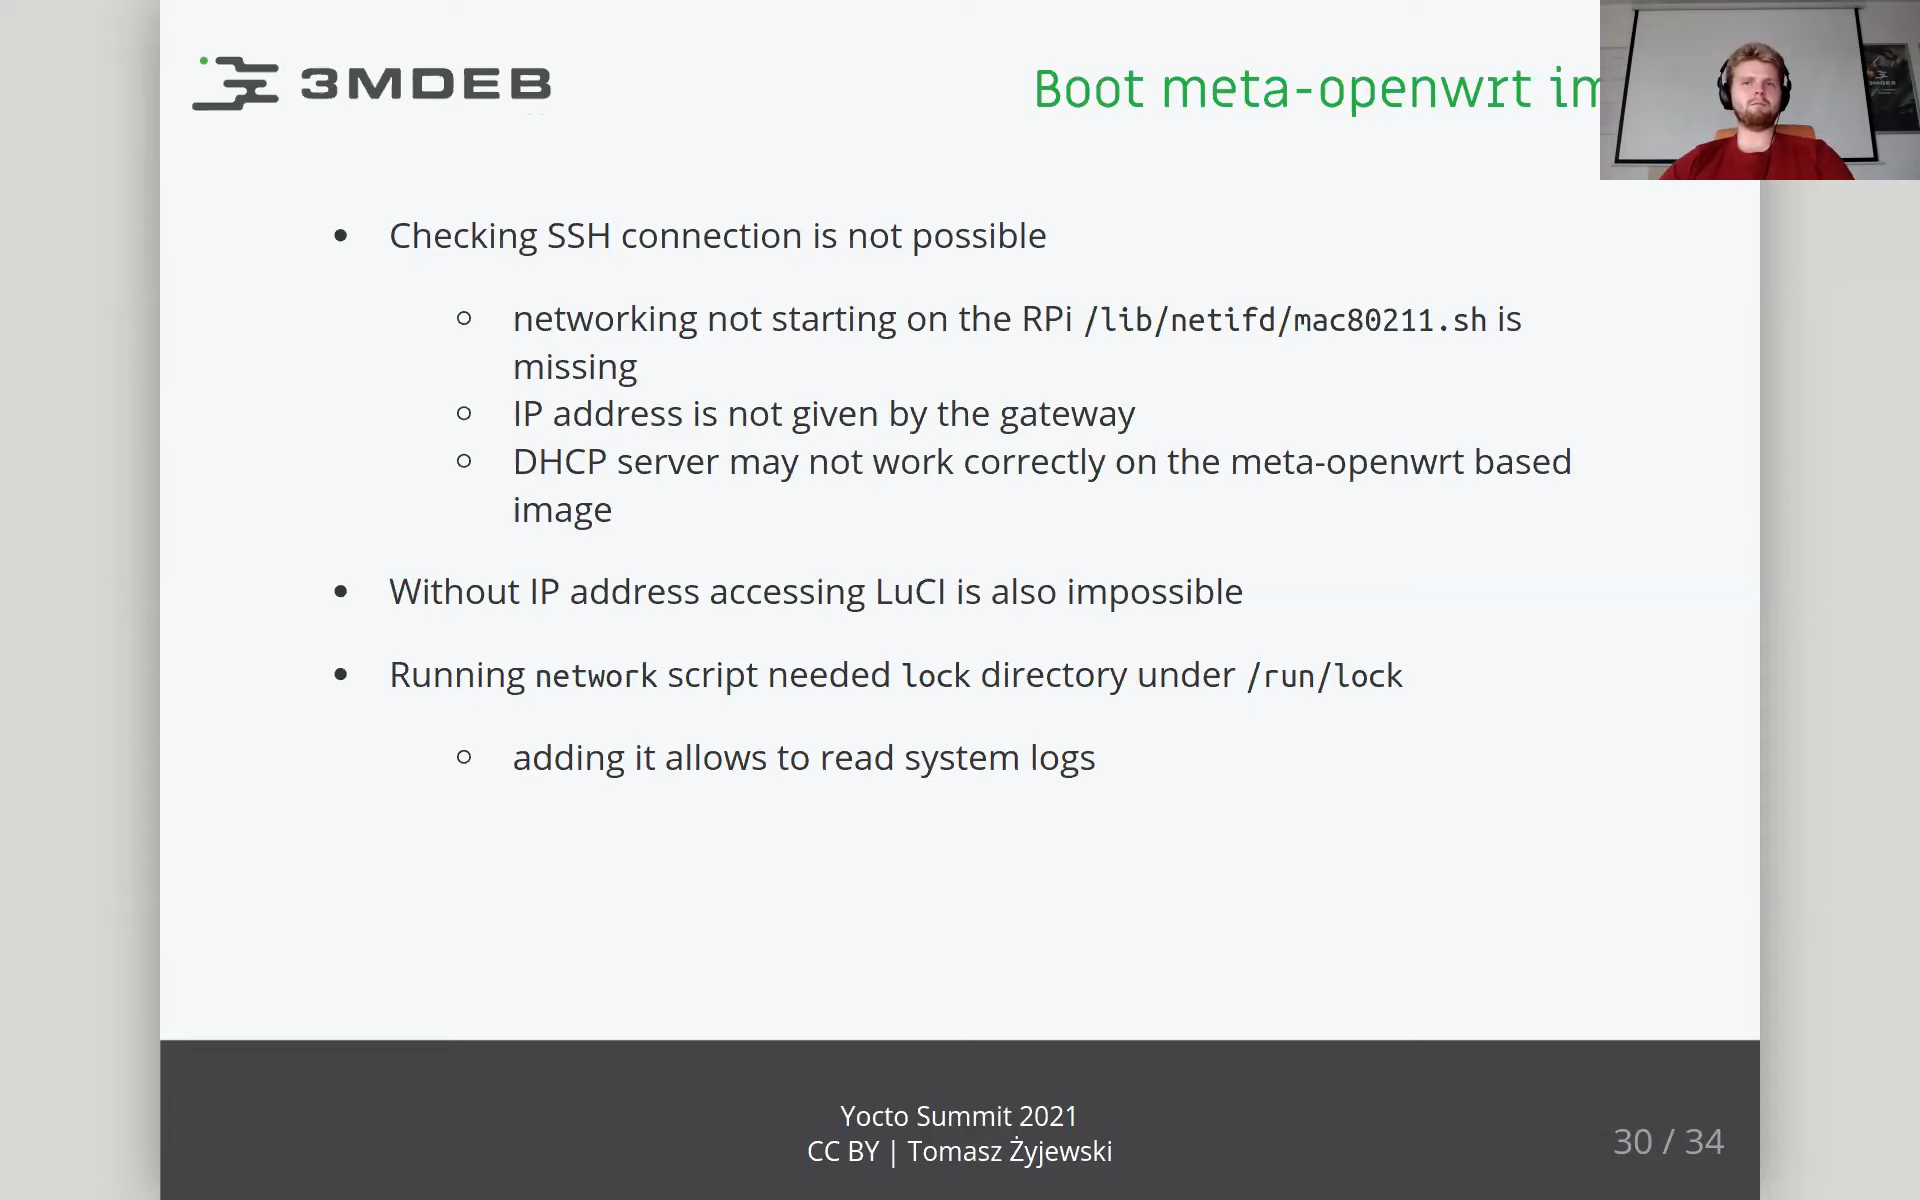 3MDEB
Boot meta-openwrt im
• Checking SSH connection is not possible
○ networking not starting on the RPi /lib/netifd/mac80211.sh is
missing
○ IP address is not given by the gateway
○ DHCP server may not work correctly on the meta-openwrt based
image
• Without IP address accessing LuCI is also impossible
• Running network script needed lock directory under /run/lock
○ adding it allows to read system logs
Yocto Summit 2021
CC BY | Tomasz Żyjewski
30 / 34